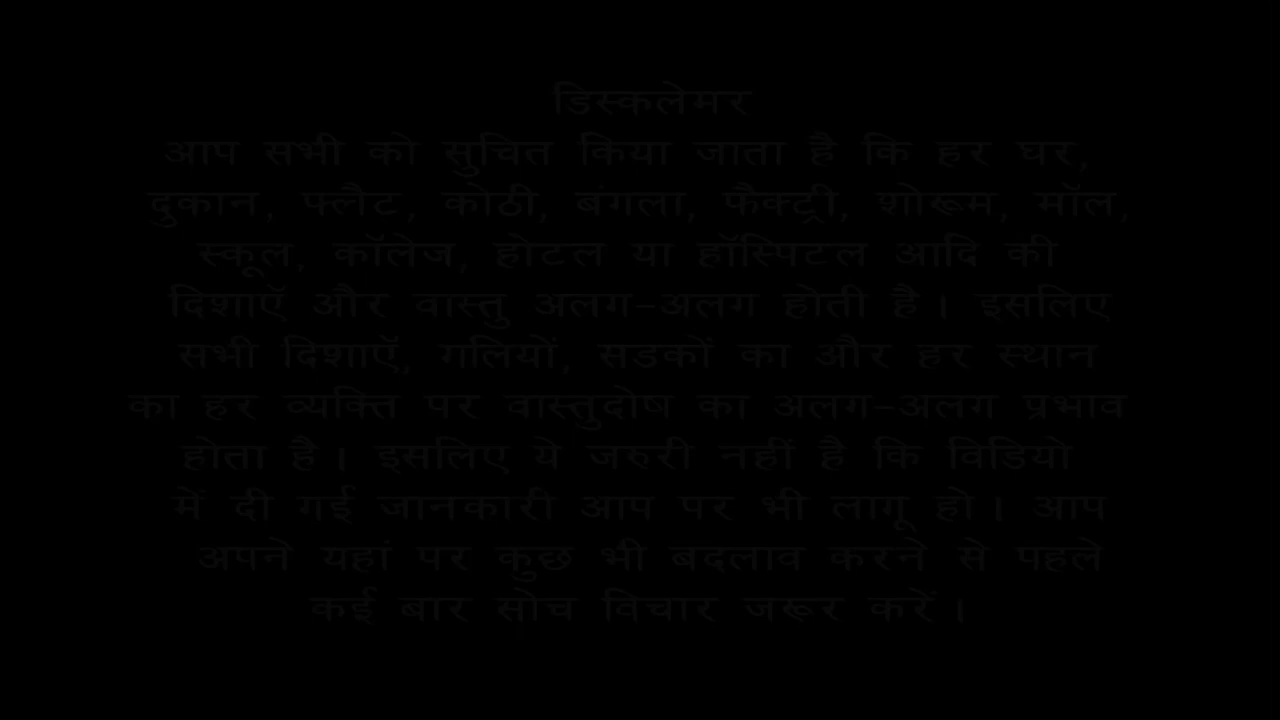 डिस्कलेमर
आप सभी को सुचित किया जाता है कि हर घर,
दुकान, फ्लैट, कोठी, बंगला, फैक्ट्री, शोरूम, मॉल,
स्कूल, कॉलेज, होटल या हॉस्पिटल आदि की
दिशाएॅ और वास्तु अलग–अलग होती है। इसलिए
सभी दिशाएॅ, गलियों, सडकों का और हर स्थान
का हर व्यक्ति पर वास्तुदोष का अलग–अलग प्रभाव
होता है। इसलिए ये जरुरी नहीं है कि विडियो
में दी गई जानकारी आप पर भी लागू हो। आप
अपने यहां पर कुछ भी बदलाव करने से पहले
कई बार सोच विचार जरूर करें।